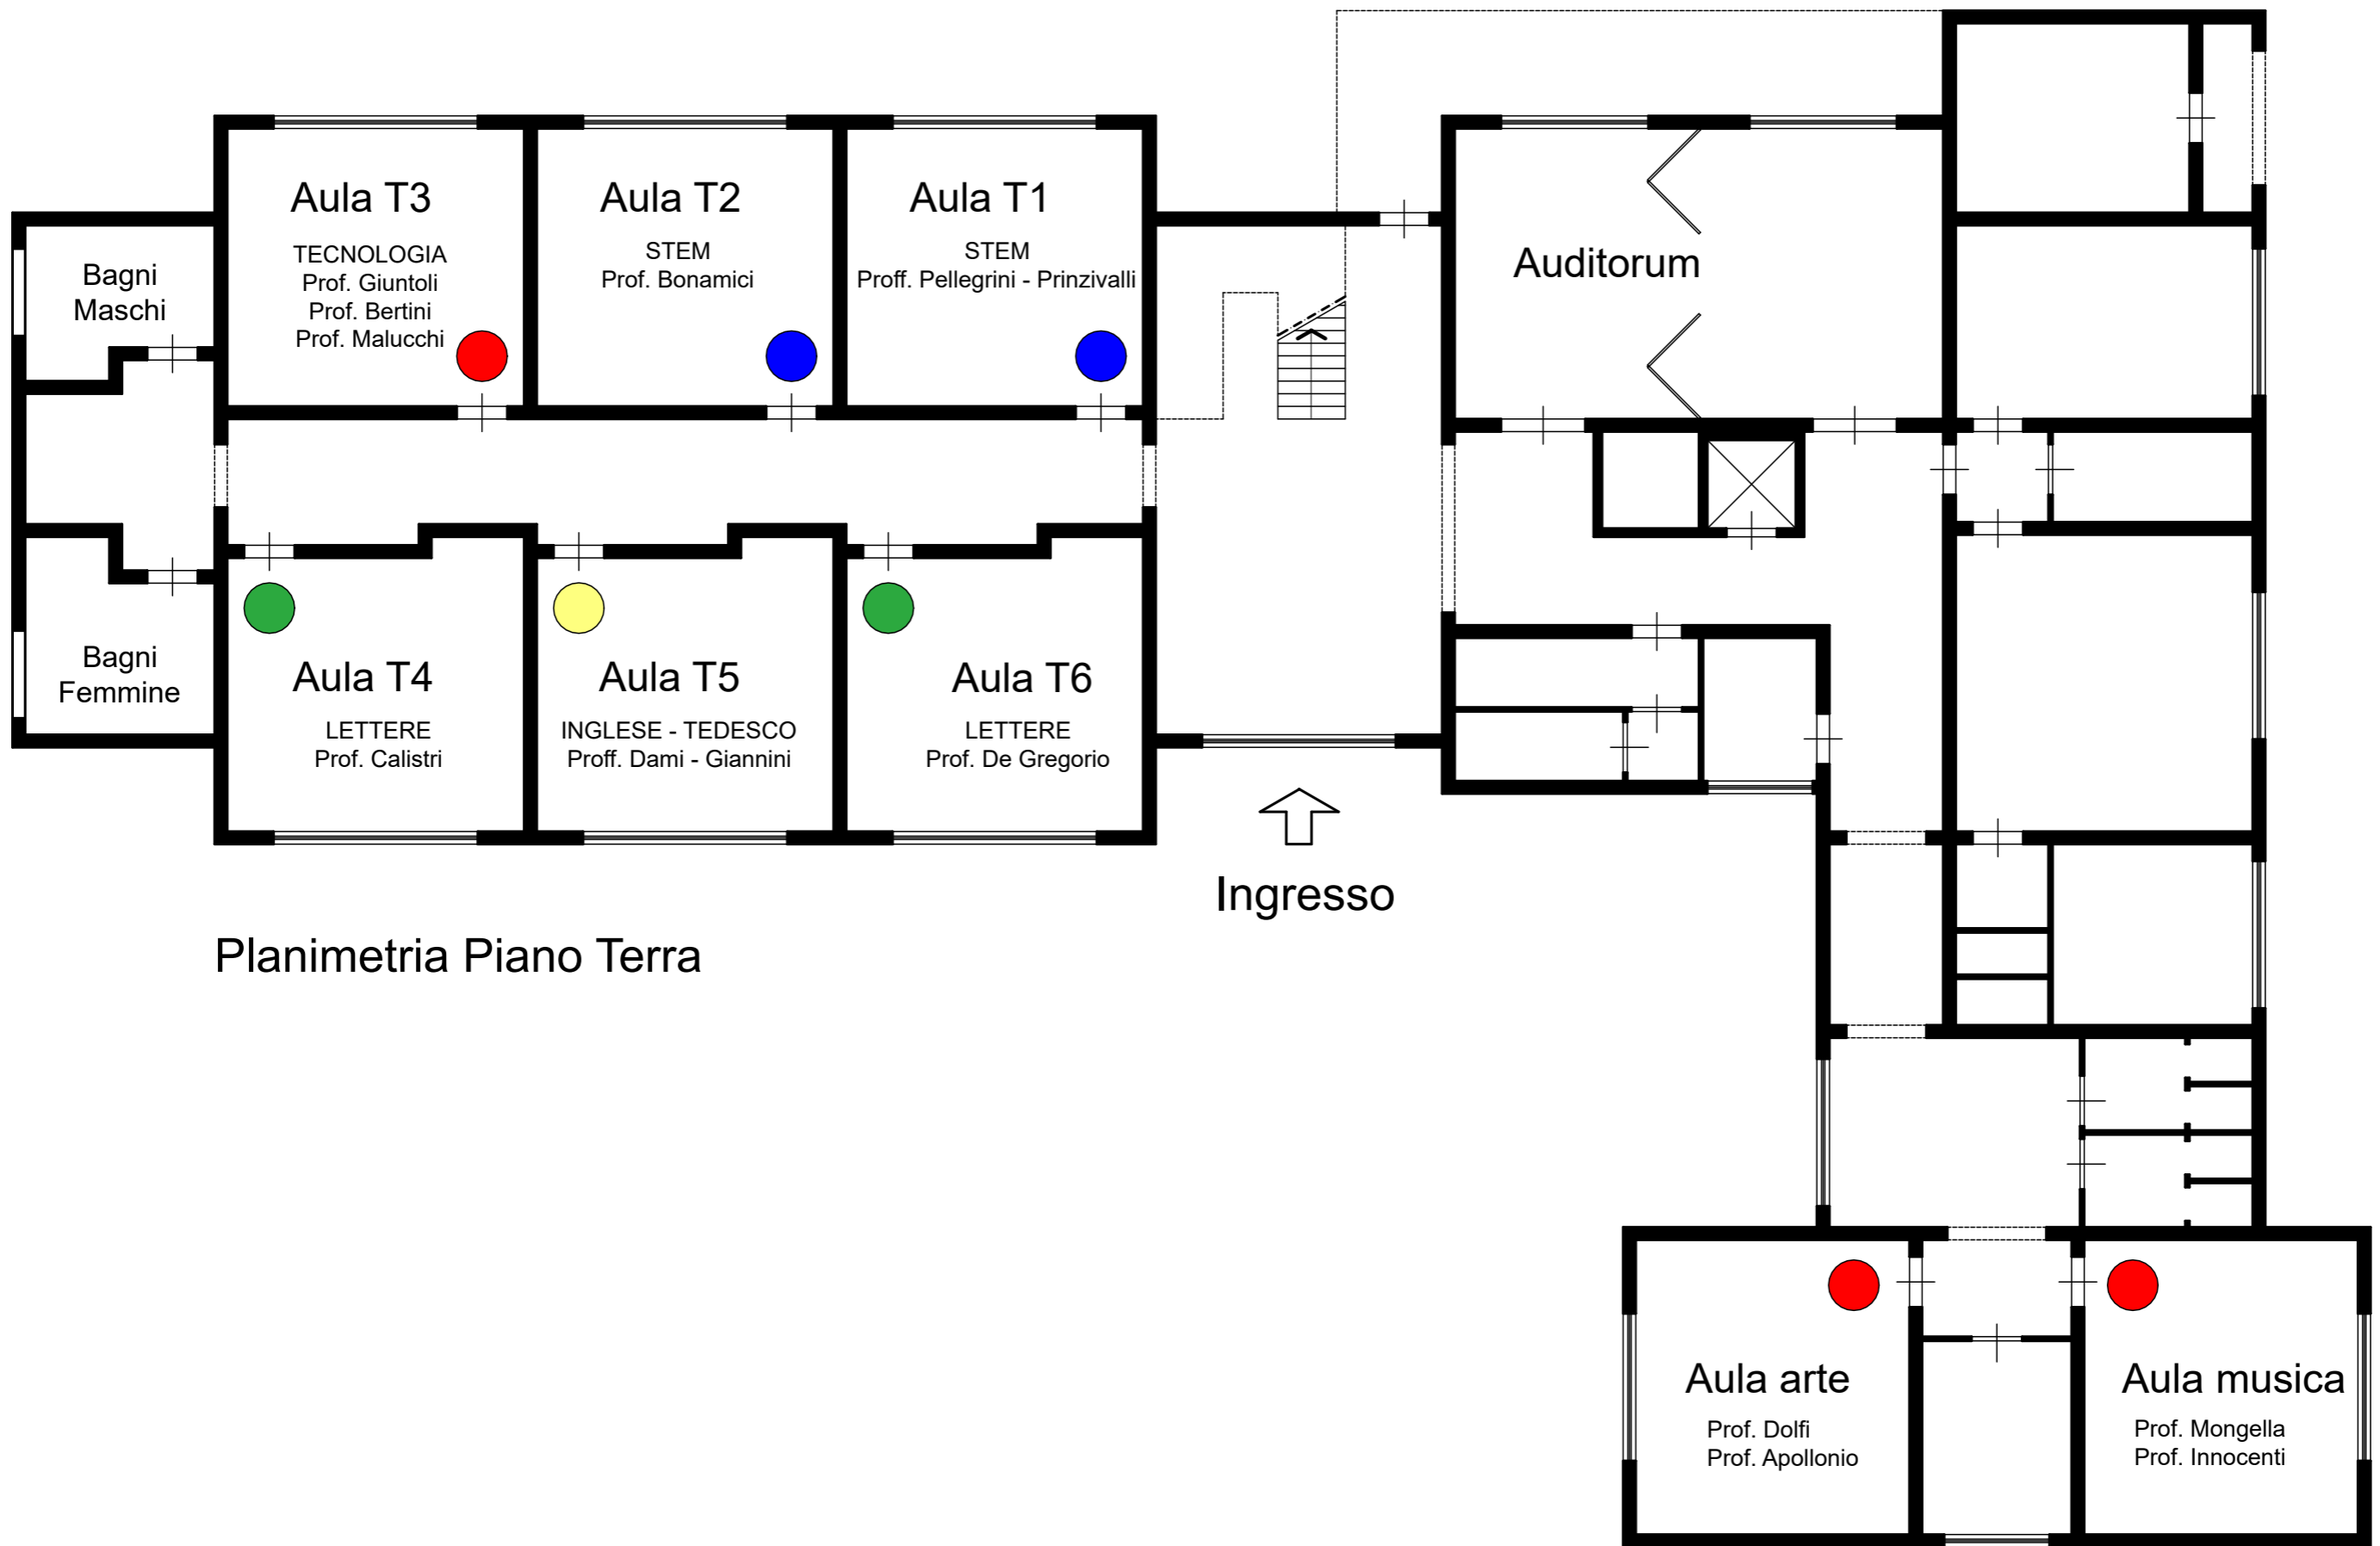 Aula T3
TECNOLOGIA
Prof. Giuntoli
Prof. Bertini
Prof. Malucchi
Aula T2
STEM
Prof. Bonamici
Aula T1
STEM
Proff. Pellegrini - Prinzivalli
Auditorum
Bagni
Maschi
Bagni
Femmine
Aula T4
LETTERE
Prof. Calistri
Aula T5
INGLESE - TEDESCO
Proff. Dami - Giannini
Aula T6
LETTERE
Prof. De Gregorio
Ingresso
Planimetria Piano Terra
Aula arte
Prof. Dolfi
Prof. Apollonio
Aula musica
Prof. Mongella
Prof. Innocenti